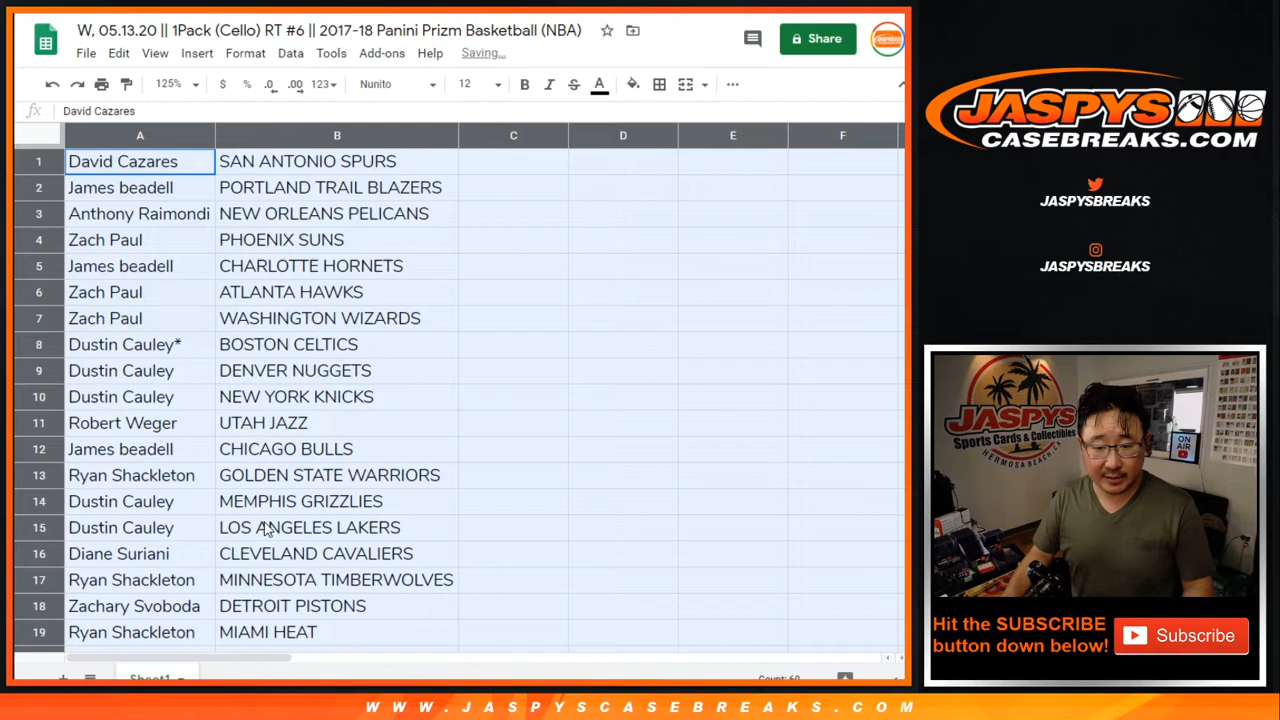 W, 05.13.20 || 1Pack (Cello) RT #6 || 2017-18 Panini Prizm Basketball (NBA)
Share
File Edit View Insert Format Data Tools Add-ons Help Saving...
125% $ % .0 .00 123 Nunito 12 B I S A
fx David Cazares
A B C D E F
1 David Cazares SAN ANTONIO SPURS
2 James beadell PORTLAND TRAIL BLAZERS
3 Anthony Raimondi NEW ORLEANS PELICANS
4 Zach Paul PHOENIX SUNS
5 James beadell CHARLOTTE HORNETS
6 Zach Paul ATLANTA HAWKS
7 Zach Paul WASHINGTON WIZARDS
8 Dustin Cauley* BOSTON CELTICS
9 Dustin Cauley DENVER NUGGETS
10 Dustin Cauley NEW YORK KNICKS
11 Robert Weger UTAH JAZZ
12 James beadell CHICAGO BULLS
13 Ryan Shackleton GOLDEN STATE WARRIORS
14 Dustin Cauley MEMPHIS GRIZZLIES
15 Dustin Cauley LOS ANGELES LAKERS
16 Diane Suriani CLEVELAND CAVALIERS
17 Ryan Shackleton MINNESOTA TIMBERWOLVES
18 Zachary Svoboda DETROIT PISTONS
19 Ryan Shackleton MIAMI HEAT
Sheet1
Count: 60
JASPYS
CASEBREAKS.COM
JASPYSBREAKS
JASPYSBREAKS
JASPYS
Sports Cards & Collectibles
HERMOSA BEACH, CA
ON
AIR
Hit the SUBSCRIBE
button down below!
Subscribe
WWW.JASPYSCASEBREAKS.COM